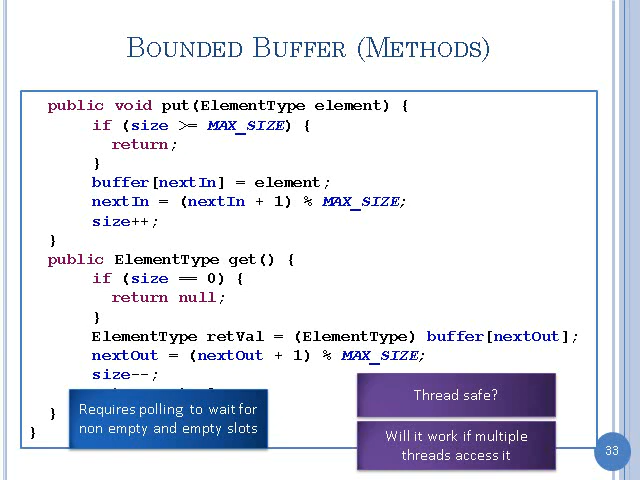 BOUNDED BUFFER (METHODS)
public void put(ElementType element) {
if (size >= MAX_SIZE) {
return;
}
buffer[nextIn] = element;
nextIn = (nextIn + 1) % MAX_SIZE;
size++;
}
public ElementType get() {
if (size == 0) {
return null;
}
ElementType retVal = (ElementType) buffer[nextOut];
nextOut = (nextOut + 1) % MAX_SIZE;
size--;
}
}
Requires polling to wait for
non empty and empty slots
Thread safe?
Will it work if multiple
threads access it
33